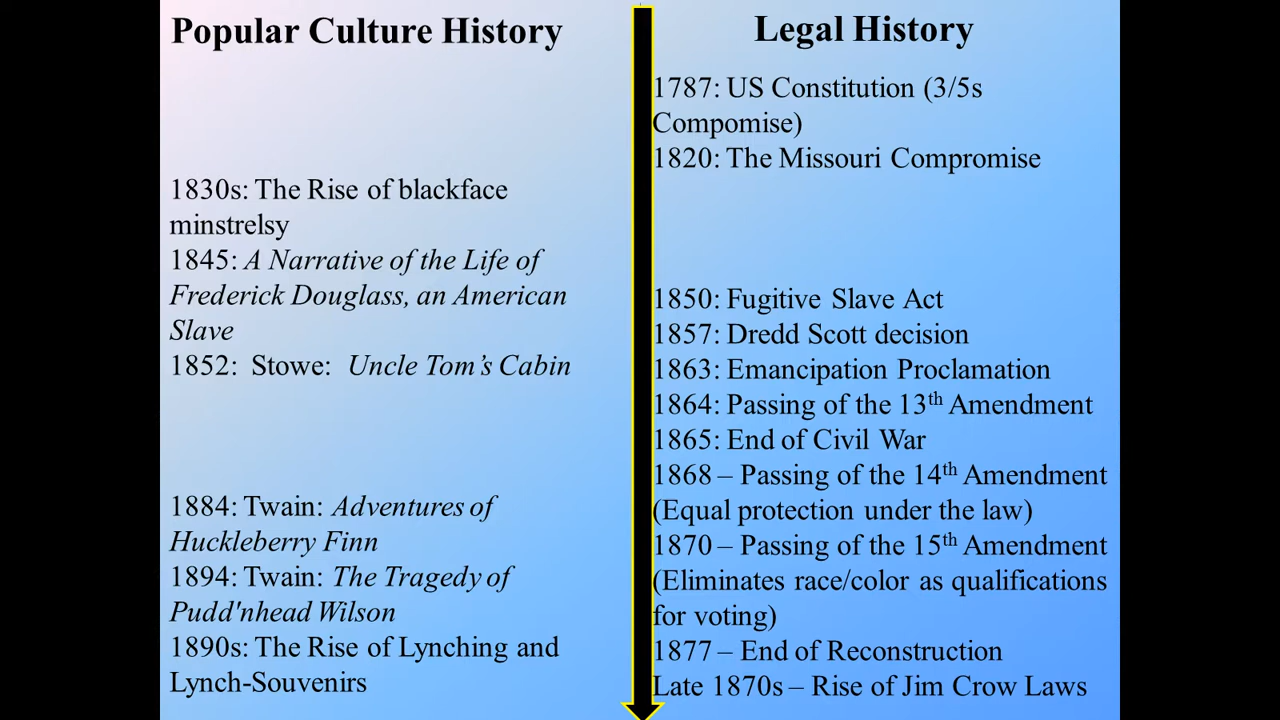 Popular Culture History
1830s: The Rise of blackface
minstrelsy
1845: A Narrative of the Life of
Frederick Douglass, an American
Slave
1852: Stowe: Uncle Tom’s Cabin
1884: Twain: Adventures of
Huckleberry Finn
1894: Twain: The Tragedy of
Pudd'nhead Wilson
1890s: The Rise of Lynching and
Lynch-Souvenirs
Legal History
1787: US Constitution (3/5s
Compomise)
1820: The Missouri Compromise
1850: Fugitive Slave Act
1857: Dredd Scott decision
1863: Emancipation Proclamation
1864: Passing of the 13th Amendment
1865: End of Civil War
1868 – Passing of the 14th Amendment
(Equal protection under the law)
1870 – Passing of the 15th Amendment
(Eliminates race/color as qualifications
for voting)
1877 – End of Reconstruction
Late 1870s – Rise of Jim Crow Laws